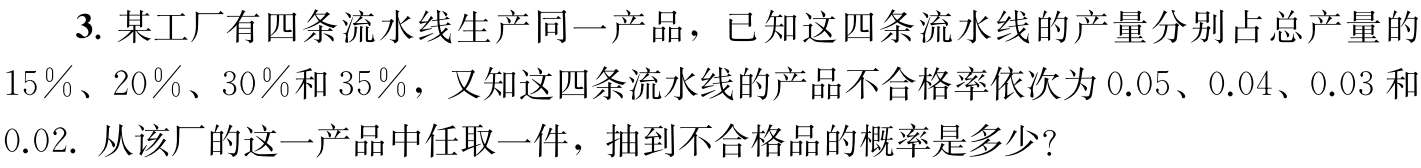 3. 某工厂有四条流水线生产同一产品，已知这四条流水线的产量分别占总产量的
15％、20％、30％和 35％，又知这四条流水线的产品不合格率依次为 0.05、0.04、0.03 和
0.02. 从该厂的这一产品中任取一件，抽到不合格品的概率是多少？